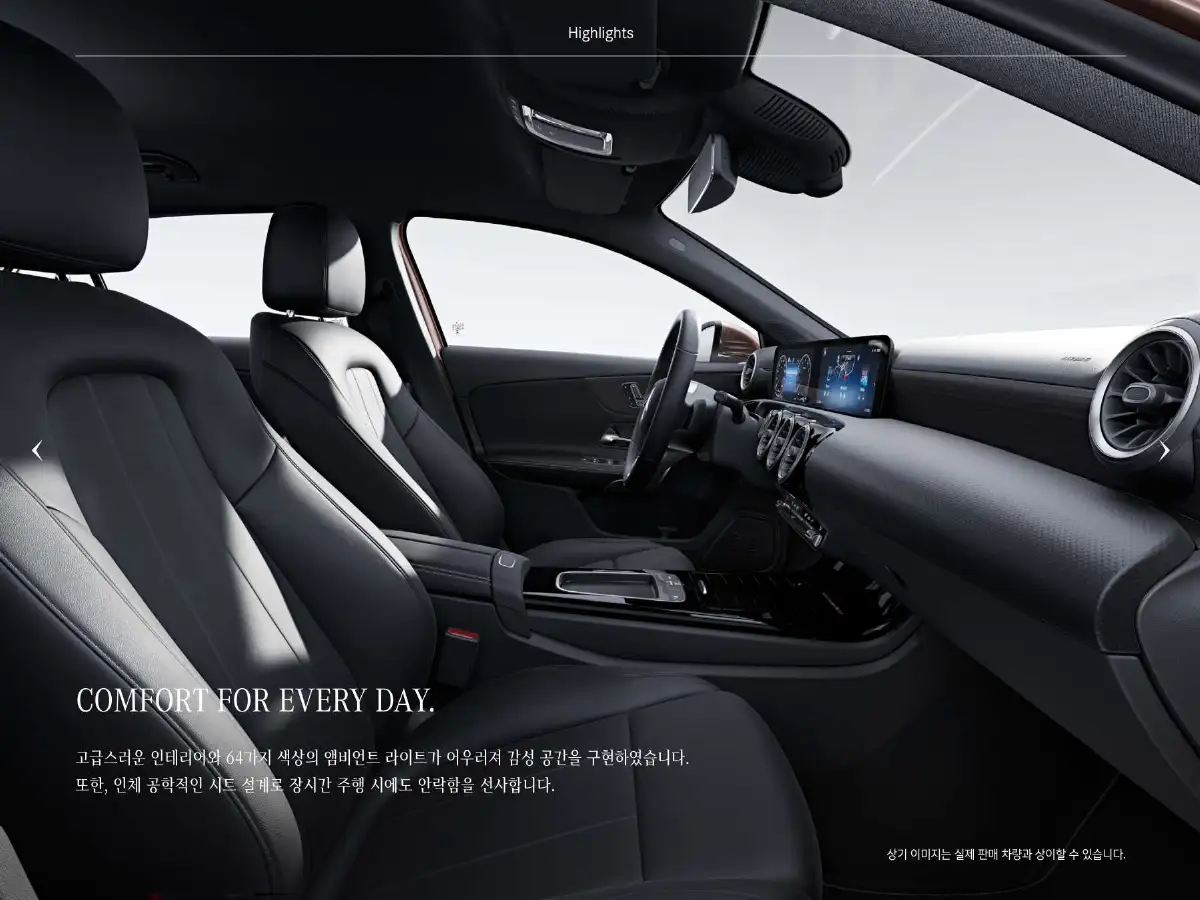 Highlights
COMFORT FOR EVERY DAY.
고급스러운 인테리어와 64가지 색상의 앰비언트 라이트가 어우러져 감성 공간을 구현하였습니다.
또한, 인체 공학적인 시트 설계로 장시간 주행 시에도 안락함을 선사합니다.
상기 이미지는 실제 판매 차량과 상이할 수 있습니다.